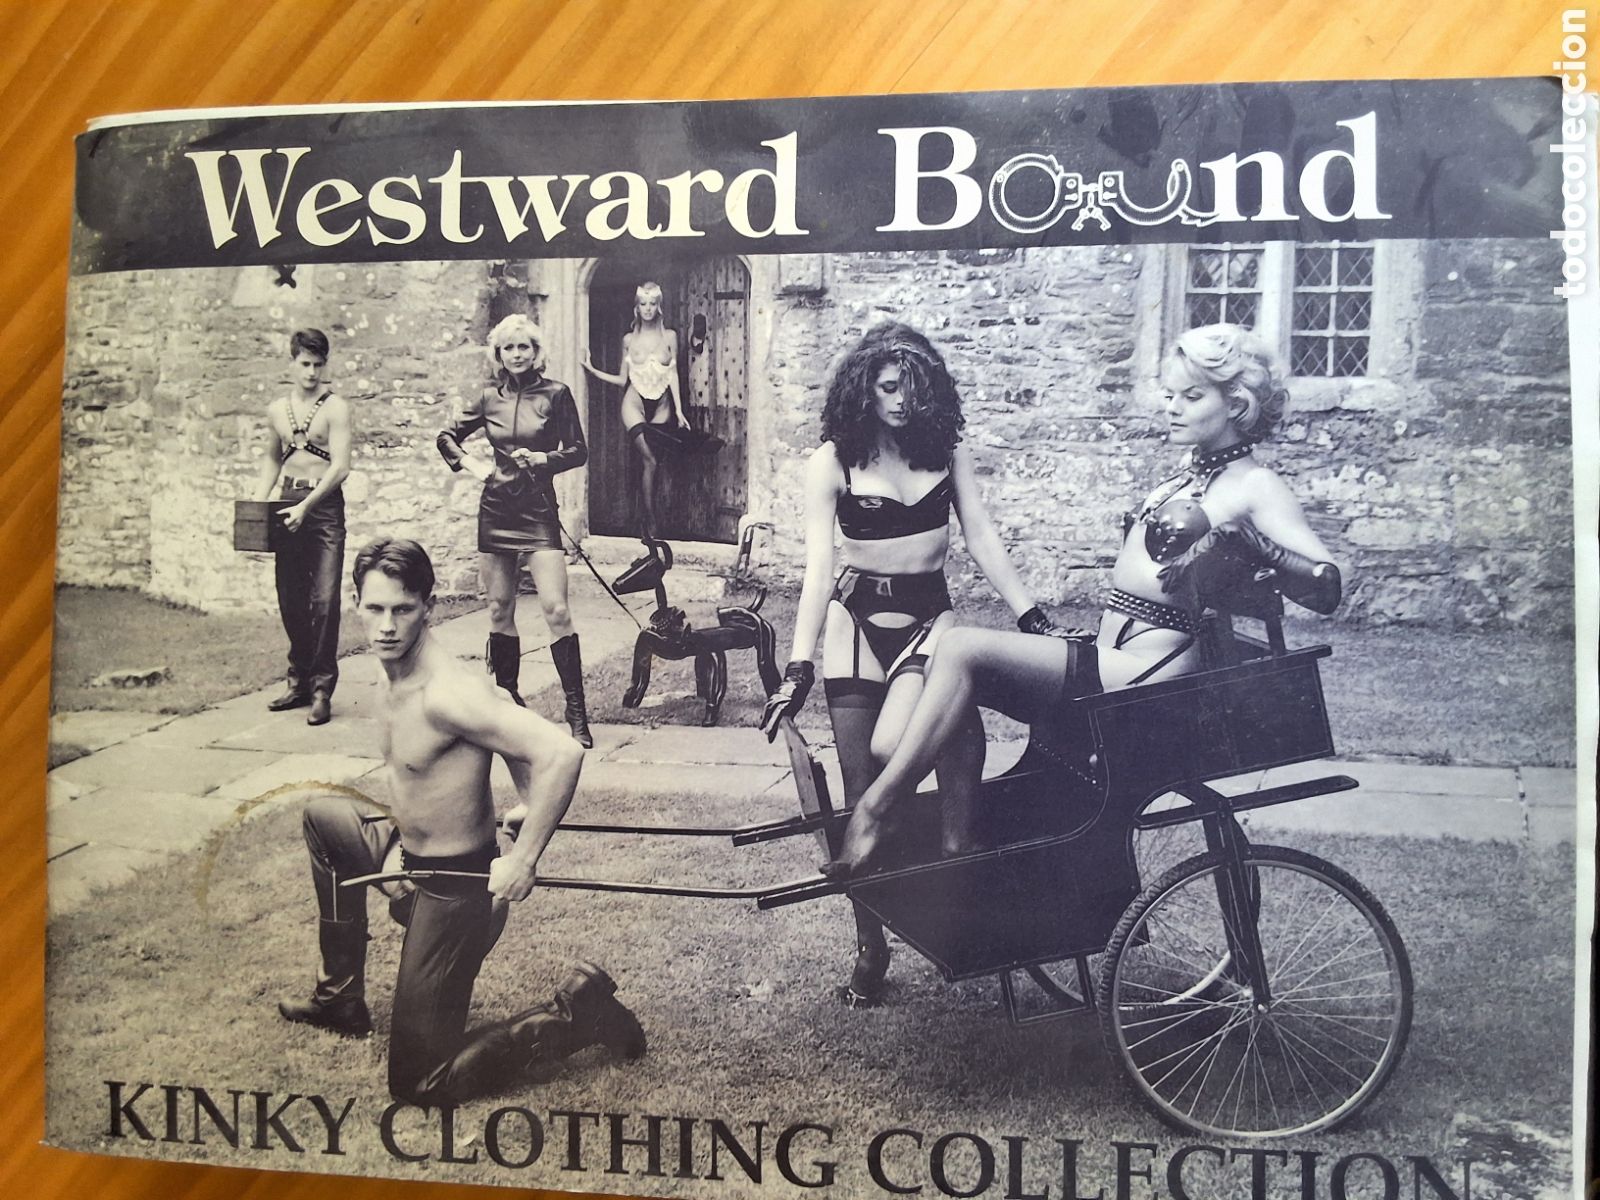 Westward Bound
KINKY CLOTHING COLLECTION
todocoleccion